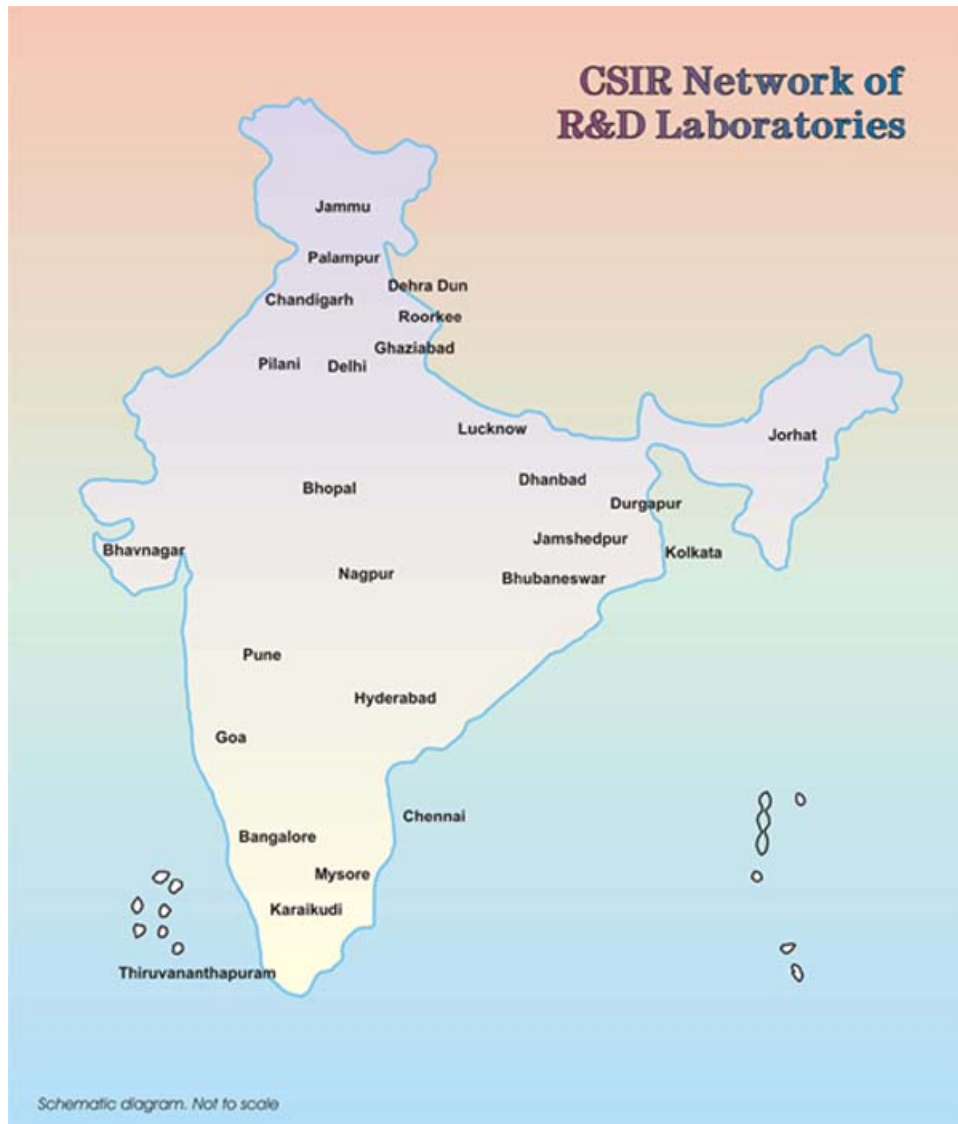 CSIR Network of
R&D Laboratories
Jammu
Palampur
Dehra Dun
Chandigarh
Roorkee
Ghaziabad
Pilani
Delhi
Lucknow
Jorhat
Dhanbad
Bhopal
Durgapur
Jamshedpur
Bhavnagar
Kolkata
Nagpur
Bhubaneswar
Pune
Hyderabad
Goa
Chennai
Bangalore
Mysore
Karaikudi
Thiruvananthapuram
Schematic diagram. Not to scale